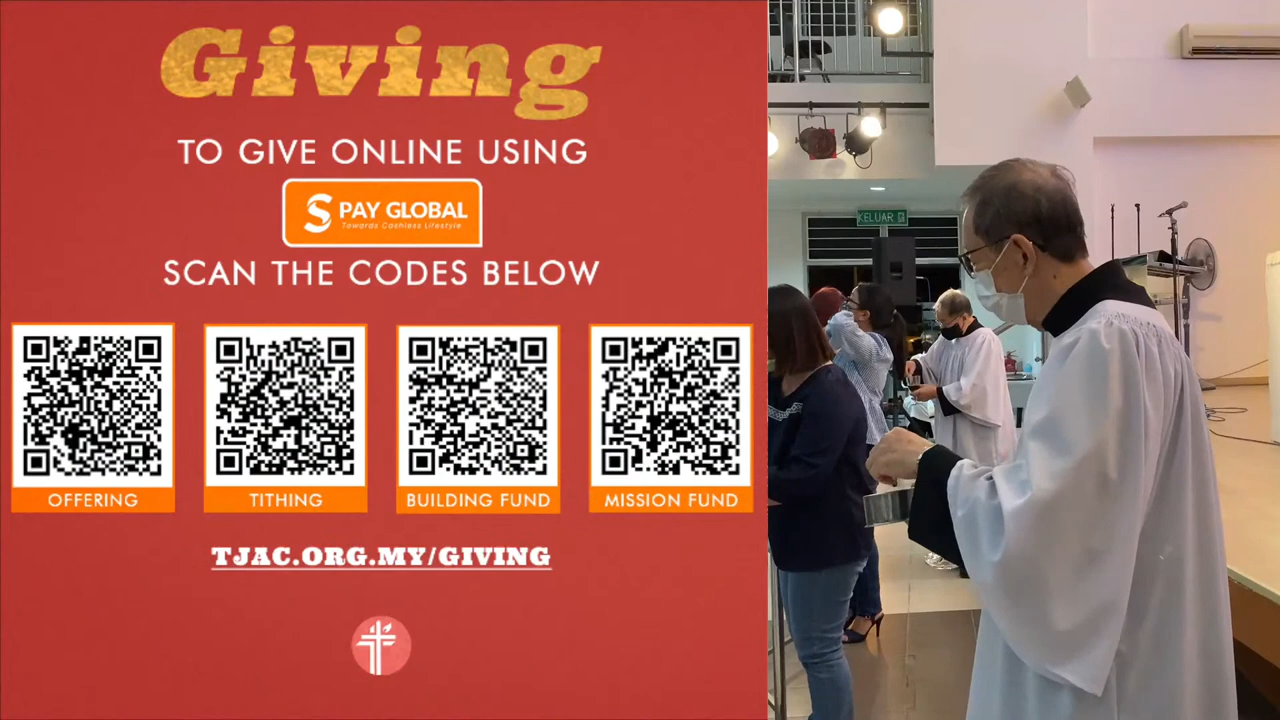 Giving
TO GIVE ONLINE USING
S PAY GLOBAL
Towards Cashless Lifestyle
SCAN THE CODES BELOW
OFFERING
TITHING
BUILDING FUND
MISSION FUND
TJAC.ORG.MY/GIVING
KELUAR